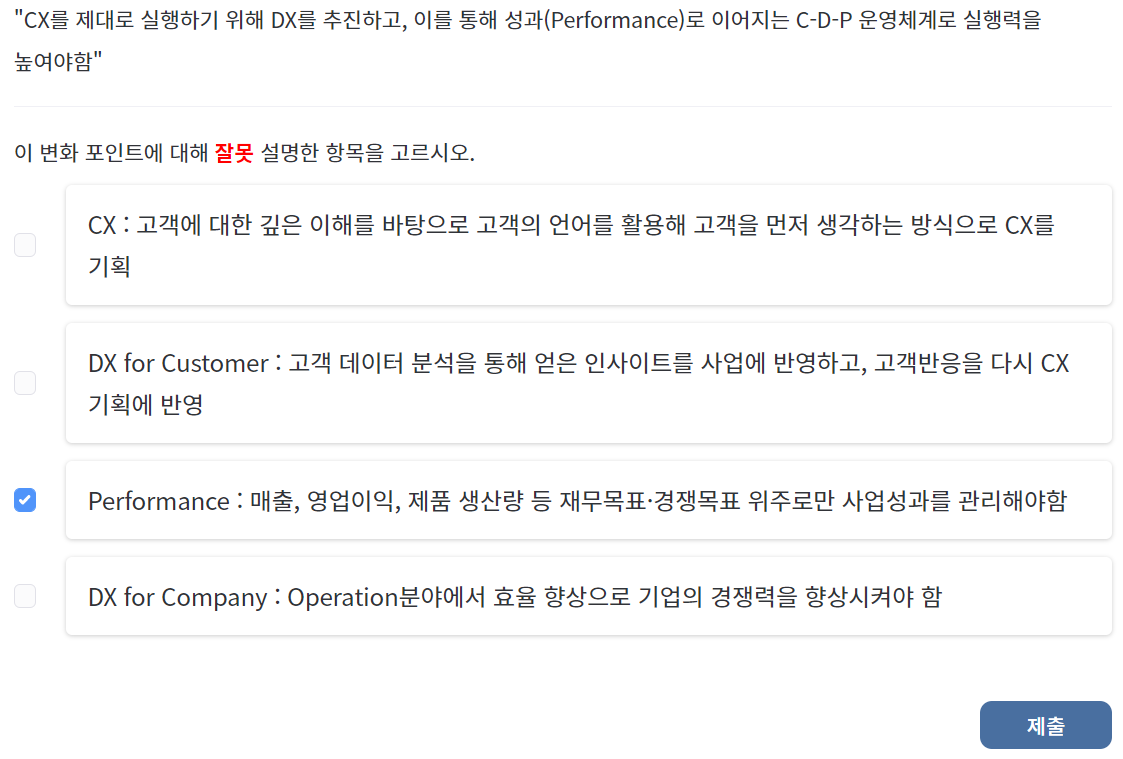 "CX를 제대로 실행하기 위해 DX를 추진하고, 이를 통해 성과(Performance)로 이어지는 C-D-P 운영체계로 실행력을
높여야함"
이 변화 포인트에 대해 잘못 설명한 항목을 고르시오.
CX : 고객에 대한 깊은 이해를 바탕으로 고객의 언어를 활용해 고객을 먼저 생각하는 방식으로 CX를
기획
DX for Customer : 고객 데이터 분석을 통해 얻은 인사이트를 사업에 반영하고, 고객반응을 다시 CX
기획에 반영
Performance : 매출, 영업이익, 제품 생산량 등 재무목표·경쟁목표 위주로만 사업성과를 관리해야함
DX for Company : Operation분야에서 효율 향상으로 기업의 경쟁력을 향상시켜야 함
제출